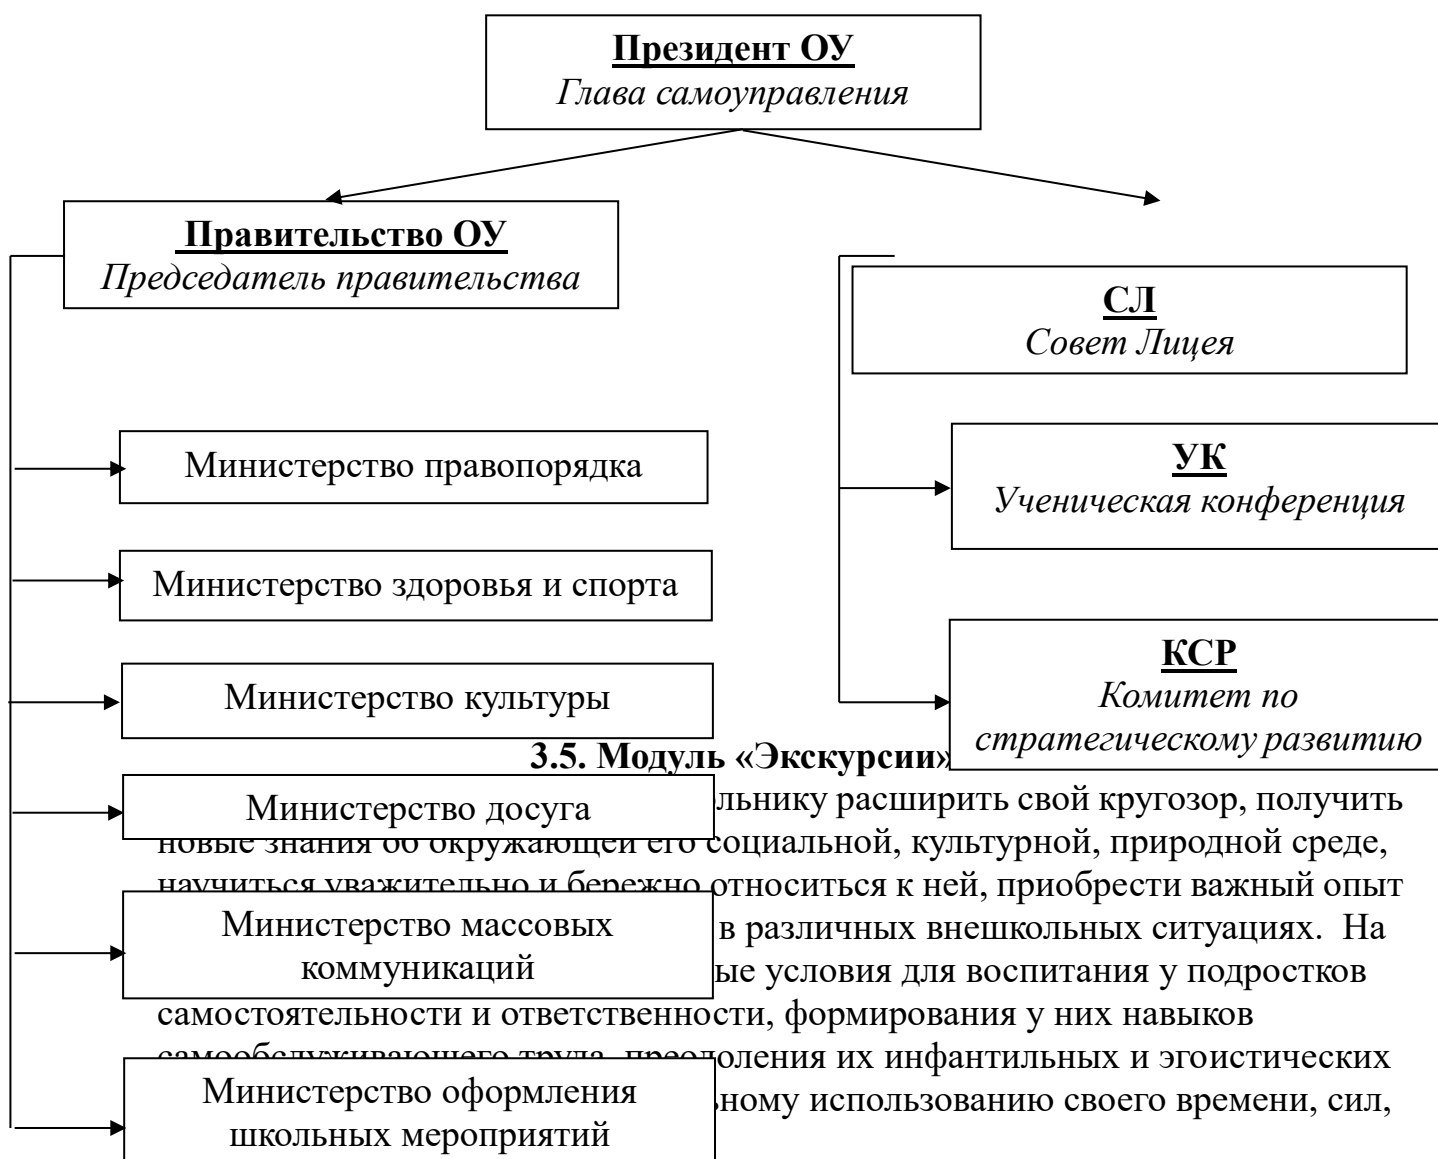 Президент ОУ
Глава самоуправления
Правительство ОУ
Председатель правительства
СЛ
Совет Лицея
Министерство правопорядка
УК
Ученическая конференция
Министерство здоровья и спорта
КСР
Комитет по
стратегическому развитию
Министерство культуры
3.5. Модуль «Экскурсии»
Министерство досуга
расширить свой кругозор, получить
новые знания об окружающей его социальной, культурной, природной среде,
научиться уважительно и бережно относиться к ней, приобрести важный опыт
Министерство массовых
коммуникаций
в различных внешкольных ситуациях. На
условия для воспитания у подростков
самостоятельности и ответственности, формирования у них навыков
самообслуживающего труда, преодоления их инфантильных и эгоистических
Министерство оформления
школьных мероприятий
использованию своего времени, сил,